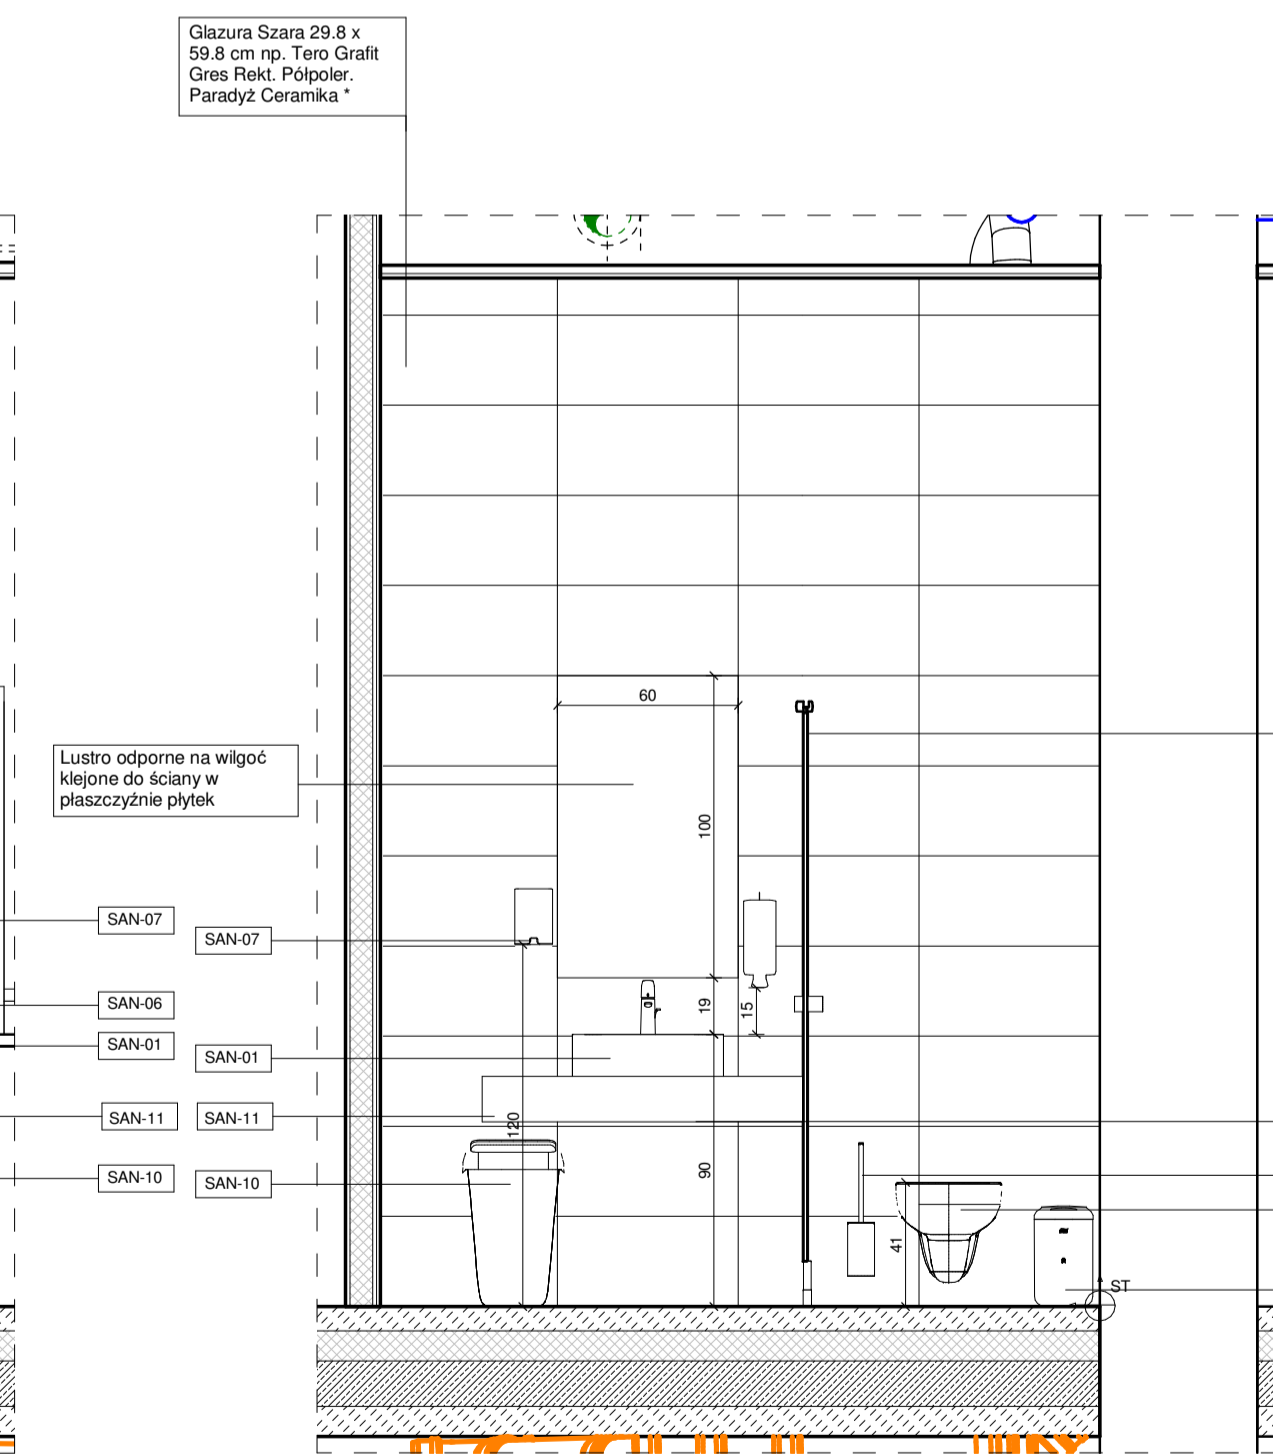 Glazura Szara 29.8 x
59.8 cm np. Tero Grafit
Gres Rekt. Półpoler.
Paradyż Ceramika *
60
Lustro odporne na wilgoć
klejone do ściany w
płaszczyźnie płytek
100
SAN-07
SAN-07
SAN-06
19
15
SAN-01
SAN-01
SAN-11
SAN-11
120
SAN-10
SAN-10
90
41
ST